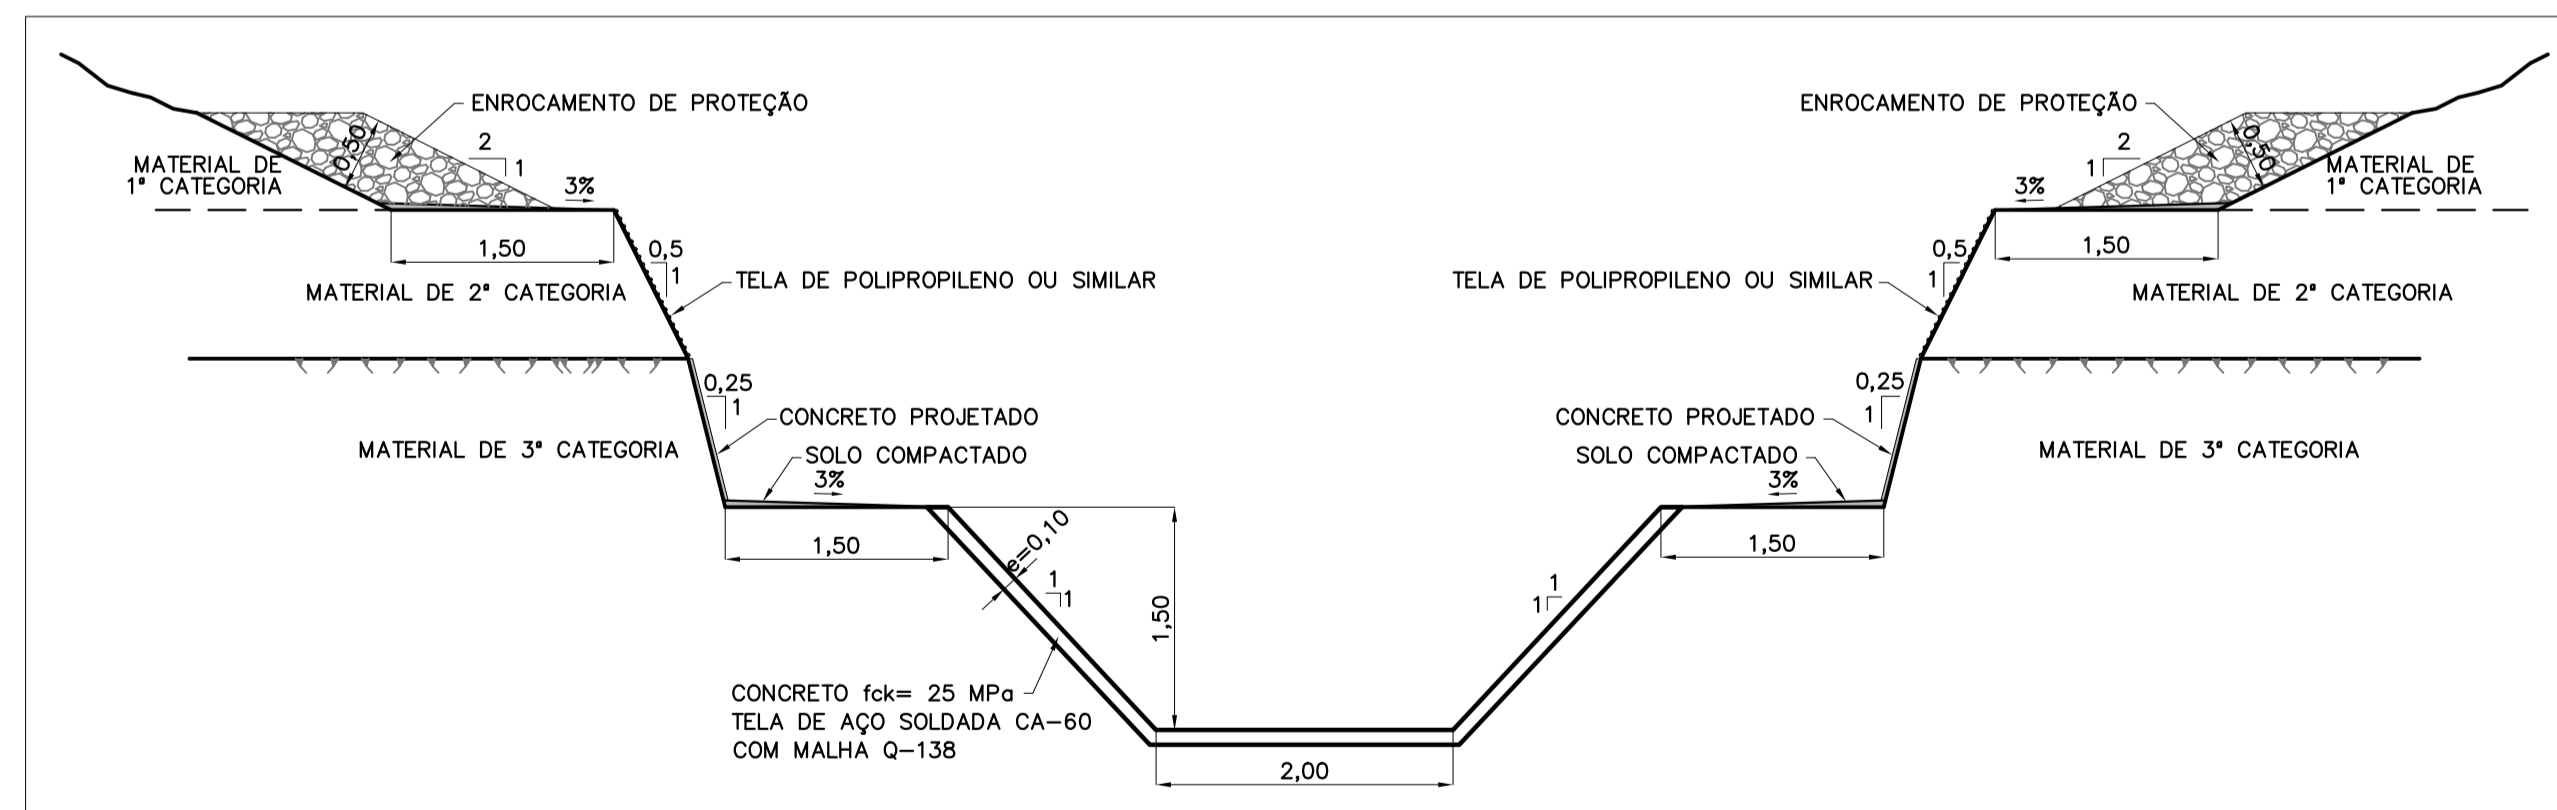 ENROCAMENTO DE PROTEÇÃO
ENROCAMENTO DE PROTEÇÃO
0,50
2
1
2
1
0,50
MATERIAL DE
1ª CATEGORIA
3%
3%
MATERIAL DE
1ª CATEGORIA
1,50
0,5
1
0,5
1
1,50
MATERIAL DE 2ª CATEGORIA
TELA DE POLIPROPILENO OU SIMILAR
TELA DE POLIPROPILENO OU SIMILAR
MATERIAL DE 2ª CATEGORIA
0,25
1
0,25
1
CONCRETO PROJETADO
CONCRETO PROJETADO
MATERIAL DE 3ª CATEGORIA
SOLO COMPACTADO
SOLO COMPACTADO
MATERIAL DE 3ª CATEGORIA
3%
3%
1,50
e=0,10
1,50
1
1
1,50
1
1
CONCRETO fck= 25 MPa
TELA DE AÇO SOLDADA CA-60
COM MALHA Q-138
2,00